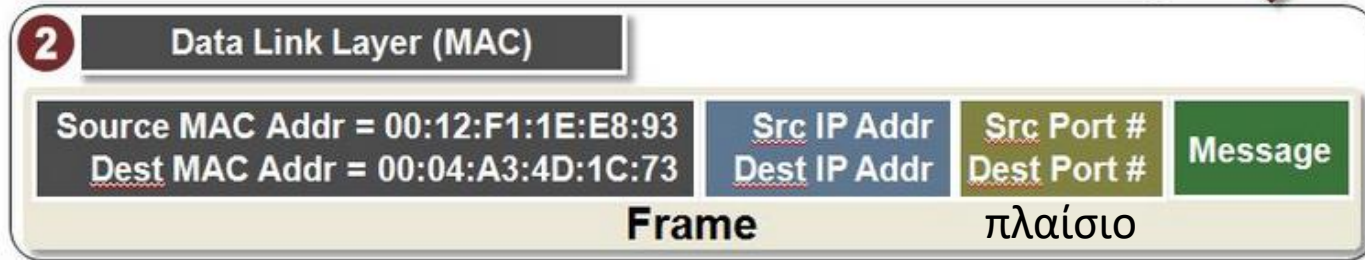 2 Data Link Layer (MAC)
Source MAC Addr = 00:12:F1:1E:E8:93
Dest MAC Addr = 00:04:A3:4D:1C:73
Src IP Addr
Dest IP Addr
Src Port #
Dest Port #
Message
Frame πλαίσιο